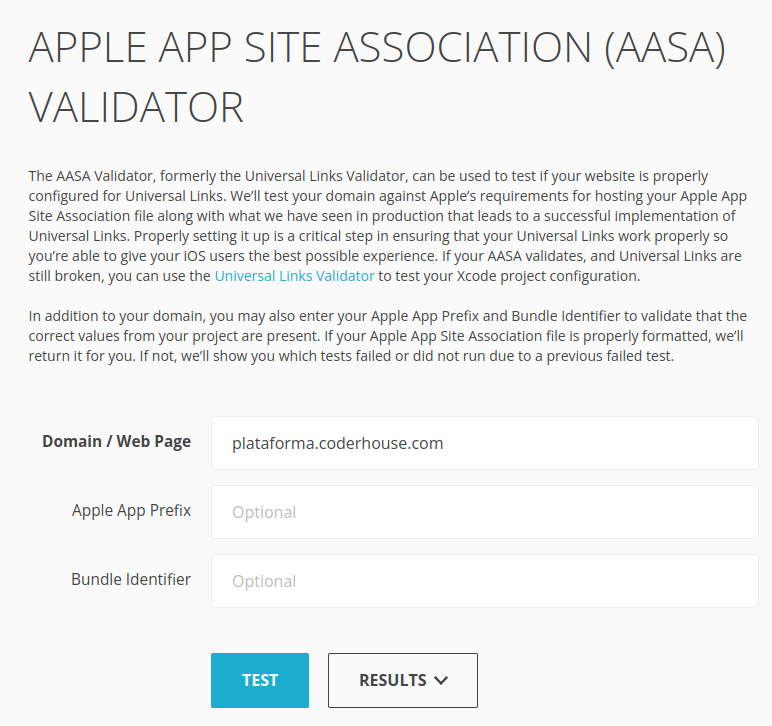 APPLE APP SITE ASSOCIATION (AASA)
VALIDATOR
The AASA Validator, formerly the Universal Links Validator, can be used to test if your website is properly
configured for Universal Links. We’ll test your domain against Apple’s requirements for hosting your Apple App
Site Association file along with what we have seen in production that leads to a successful implementation of
Universal Links. Properly setting it up is a critical step in ensuring that your Universal Links work properly so
you’re able to give your iOS users the best possible experience. If your AASA validates, and Universal Links are
still broken, you can use the Universal Links Validator to test your Xcode project configuration.
In addition to your domain, you may also enter your Apple App Prefix and Bundle Identifier to validate that the
correct values from your project are present. If your Apple App Site Association file is properly formatted, we’ll
return it for you. If not, we’ll show you which tests failed or did not run due to a previous failed test.
Domain / Web Page plataforma.coderhouse.com
Apple App Prefix Optional
Bundle Identifier Optional
TEST RESULTS